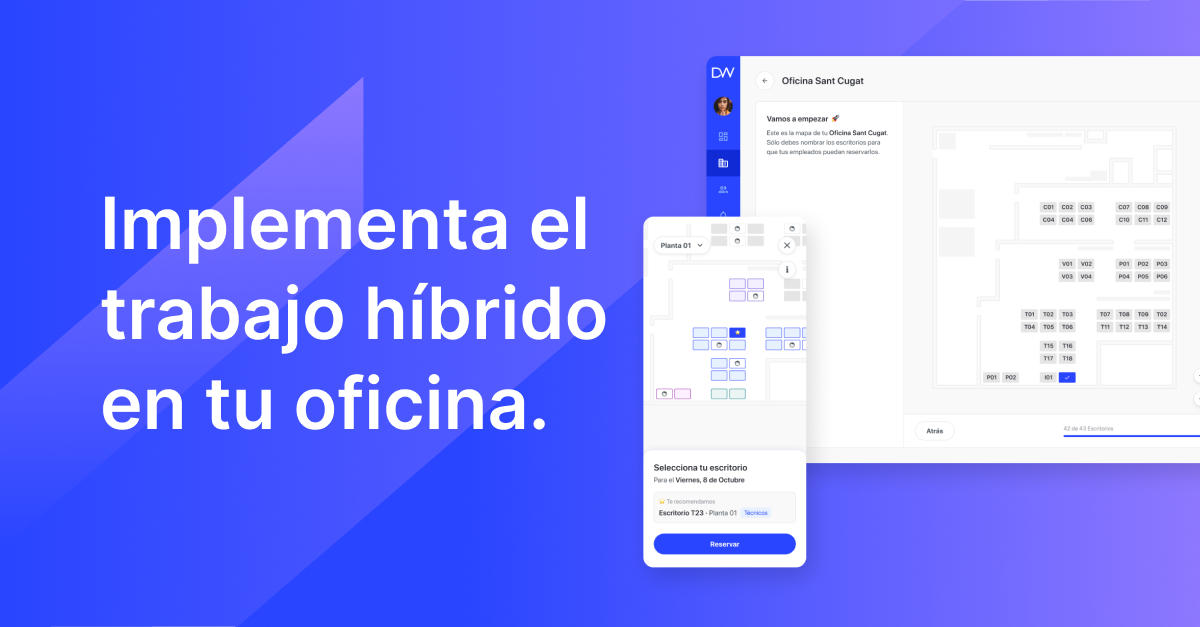 Implementa el
trabajo híbrido
en tu oficina.
DW
Oficina Sant Cugat
Vamos a empezar 🚀
Este es la mapa de tu Oficina Sant Cugat.
Sólo debes nombrar los escritorios para
que tus empleados puedan reservarlos.
C01 C02 C03 C07 C08 C09
C04 C04 C06 C10 C11 C12
V01 V02 P01 P02 P03
V03 V04 P04 P05 P06
T01 T02 T03 T07 T08 T09 T02
T04 T05 T06 T11 T12 T13 T14
T15 T16
T17 T18
P01 P02 I01
Atrás
42 de 43 Escritorios
Planta 01
i
Selecciona tu escritorio
Para el Viernes, 8 de Octubre
Te recomendamos
Escritorio T23 · Planta 01 Técnicos
Reservar